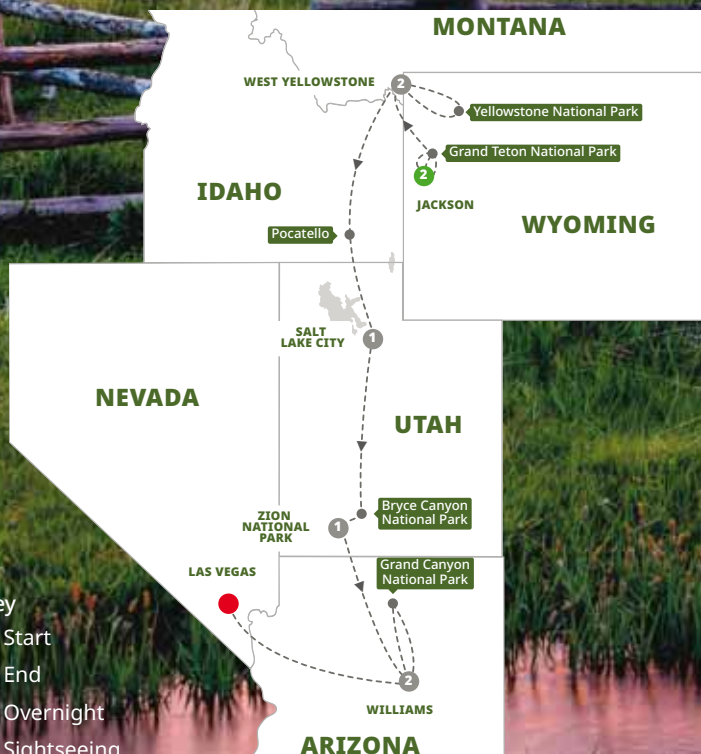 MONTANA
WEST YELLOWSTONE
2
Yellowstone National Park
Grand Teton National Park
2
JACKSON
IDAHO
WYOMING
Pocatello
SALT
LAKE CITY
1
NEVADA
UTAH
Bryce Canyon
National Park
ZION
NATIONAL
PARK
1
Grand Canyon
National Park
LAS VEGAS
2
WILLIAMS
ARIZONA
ey
Start
End
Overnight
Sightseeing